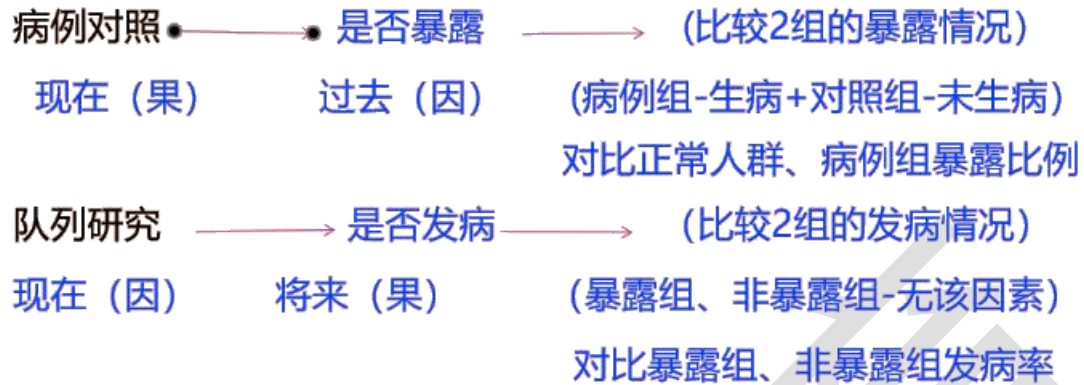 病例对照 是否暴露 (比较2组的暴露情况)
现在（果） 过去（因） (病例组-生病+对照组-未生病)
对比正常人群、病例组暴露比例
队列研究 是否发病 (比较2组的发病情况)
现在（因） 将来（果） (暴露组、非暴露组-无该因素)
对比暴露组、非暴露组发病率